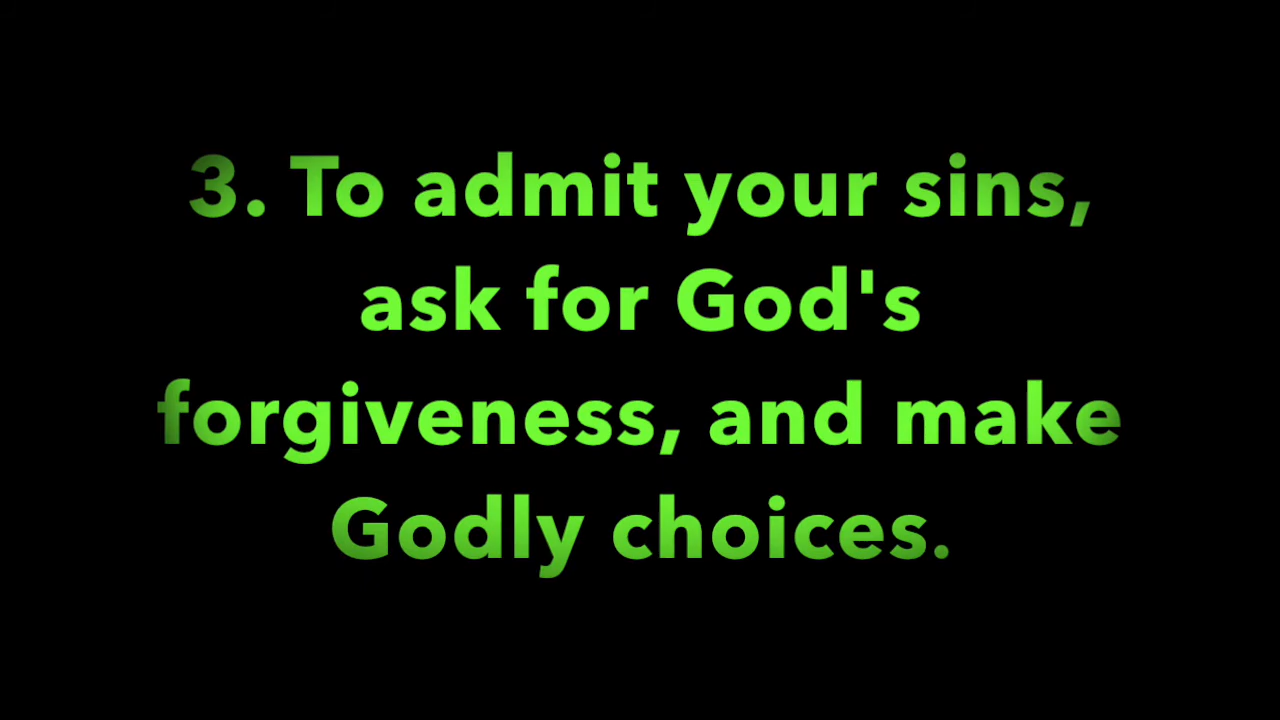 3. To admit your sins,
ask for God's
forgiveness, and make
Godly choices.